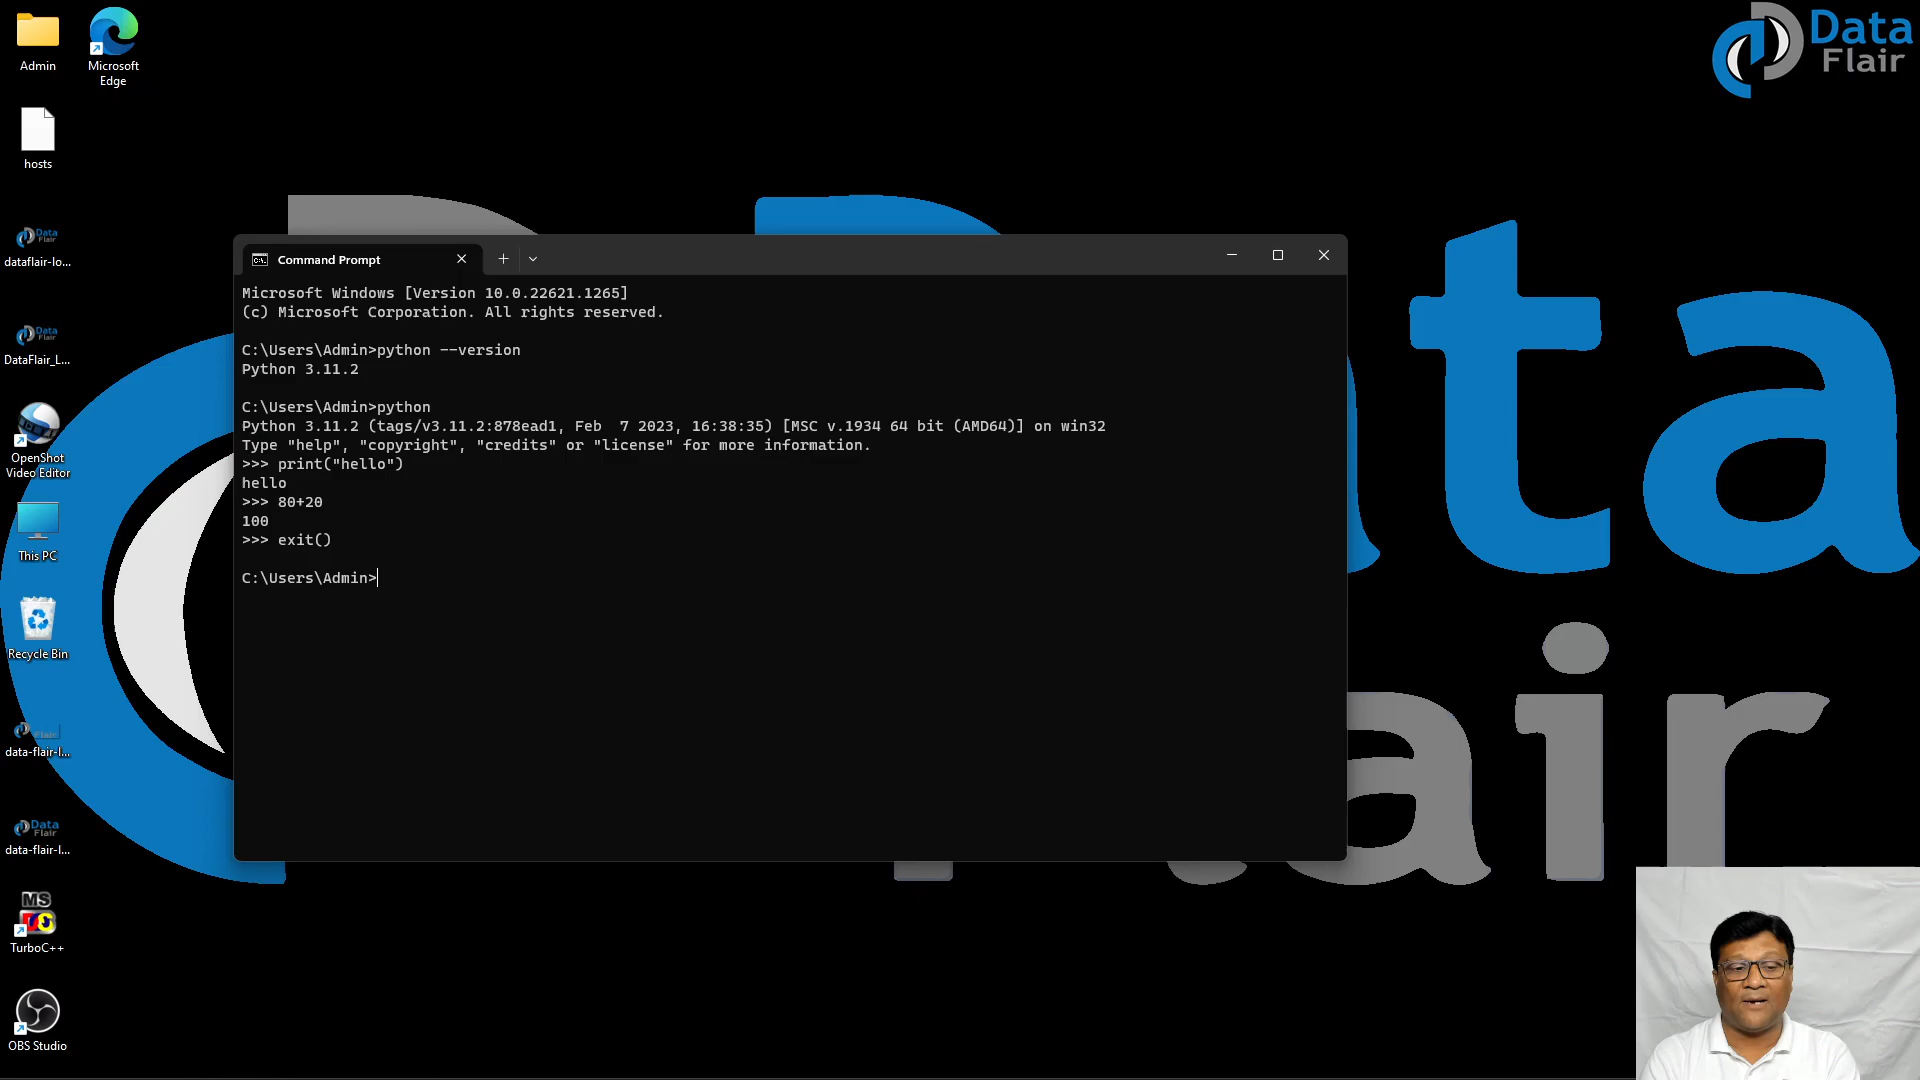 Admin
Microsoft
Edge
hosts
dataflair-lo...
DataFlair_L...
OpenShot
Video Editor
This PC
Recycle Bin
data-flair-l...
data-flair-l...
MS
TurboC++
OBS Studio
Data
Flair
Command Prompt
Microsoft Windows [Version 10.0.22621.1265]
(c) Microsoft Corporation. All rights reserved.
C:\Users\Admin>python --version
Python 3.11.2
C:\Users\Admin>python
Python 3.11.2 (tags/v3.11.2:878ead1, Feb  7 2023, 16:38:35) [MSC v.1934 64 bit (AMD64)] on win32
Type "help", "copyright", "credits" or "license" for more information.
>>> print("hello")
hello
>>> 80+20
100
>>> exit()
C:\Users\Admin>
ta
air